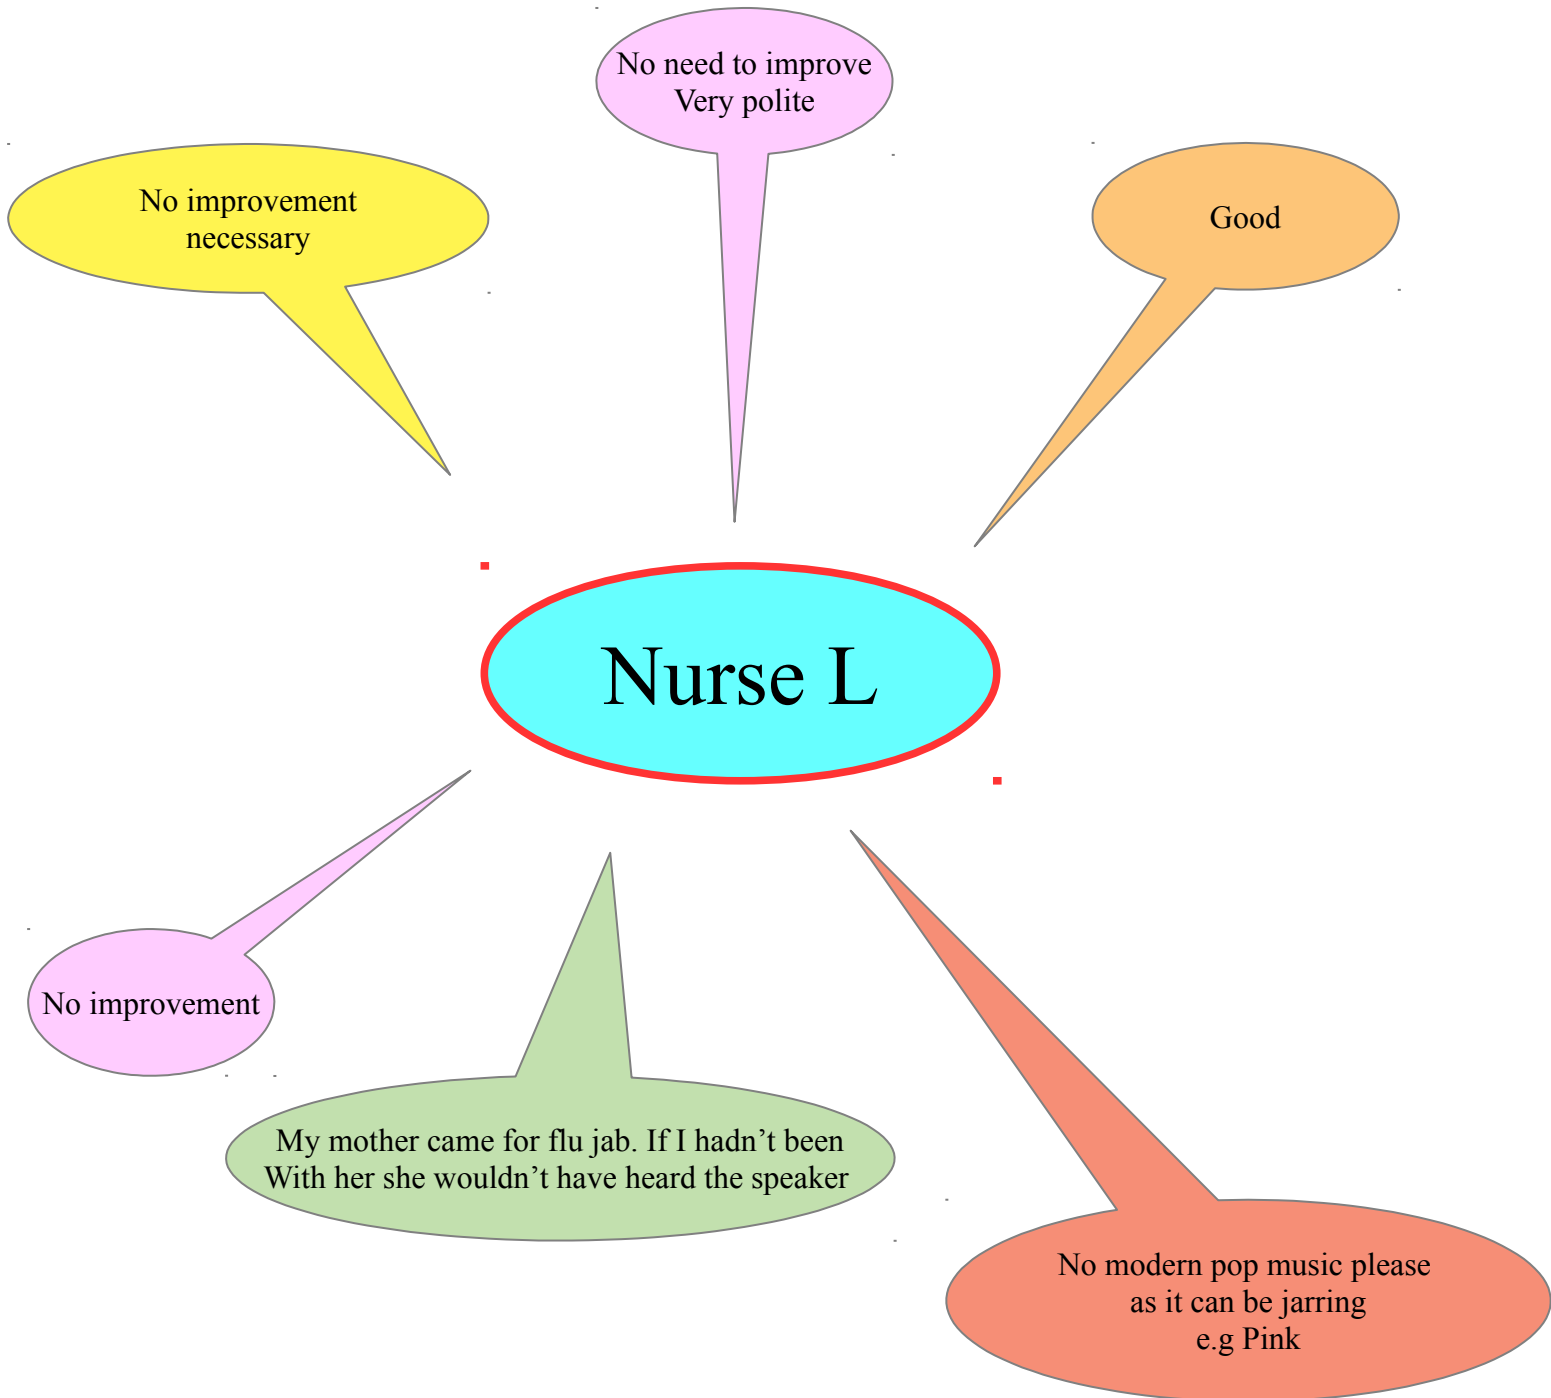 No need to improve
Very polite
No improvement
necessary
Good
Nurse L
No improvement
My mother came for flu jab. If I hadn’t been
With her she wouldn’t have heard the speaker
No modern pop music please
as it can be jarring
e.g Pink